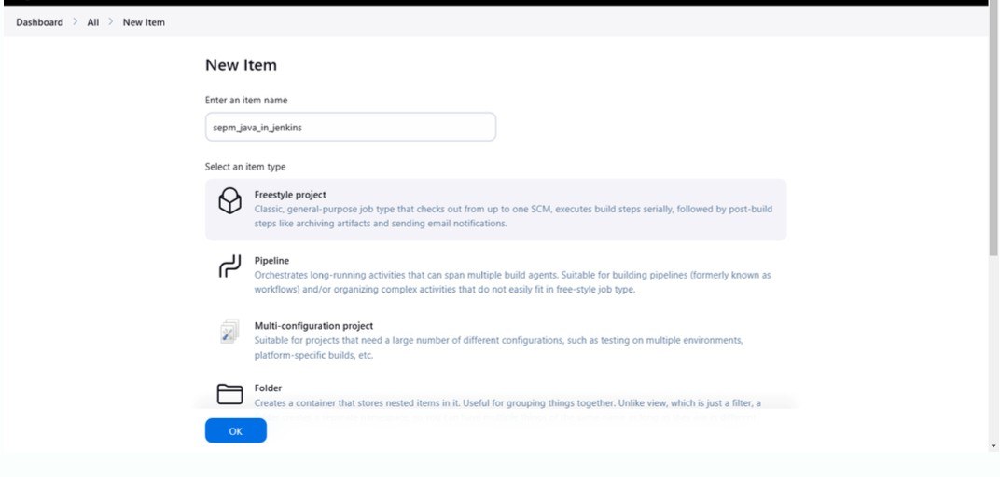 Dashboard > All > New Item
New Item
Enter an item name
sepm_java_in_jenkins
Select an item type
Freestyle project
Classic, general-purpose job type that checks out from up to one SCM, executes build steps serially, followed by post-build
steps like archiving artifacts and sending email notifications.
Pipeline
Orchestrates long-running activities that can span multiple build agents. Suitable for building pipelines (formerly known as
workflows) and/or organizing complex activities that do not easily fit in free-style job type.
Multi-configuration project
Suitable for projects that need a large number of different configurations, such as testing on multiple environments,
platform-specific builds, etc.
Folder
Creates a container that stores nested items in it. Useful for grouping things together. Unlike view, which is just a filter, a
OK